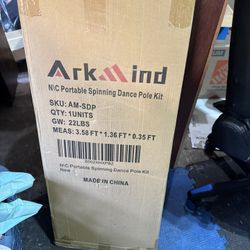 Arkmind
N\C Portable Spinning Dance Pole Kit
SKU: AM-SDP
QTY: 1UNITS
GW: 22LBS
MEAS: 3.58 FT * 1.36 FT * 0.35 FT
N\C Portable Spinning Dance Pole Kit
New
MADE IN CHINA